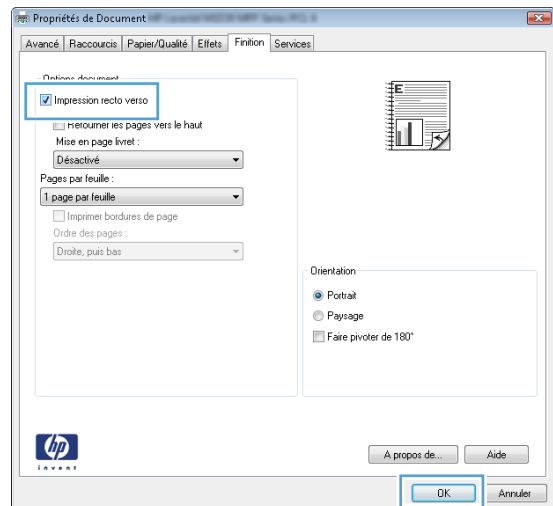 Propriétés de Document
Avancé Raccourcis Papier/Qualité Effets Finition Services
Options document
Impression recto verso
Retourner les pages vers le haut
Mise en page livret :
Désactivé
Pages par feuille :
1 page par feuille
Imprimer bordures de page
Ordre des pages :
Droite, puis bas
E
Orientation
Portrait
Paysage
Faire pivoter de 180°
hp
invent
A propos de... Aide
OK Annuler